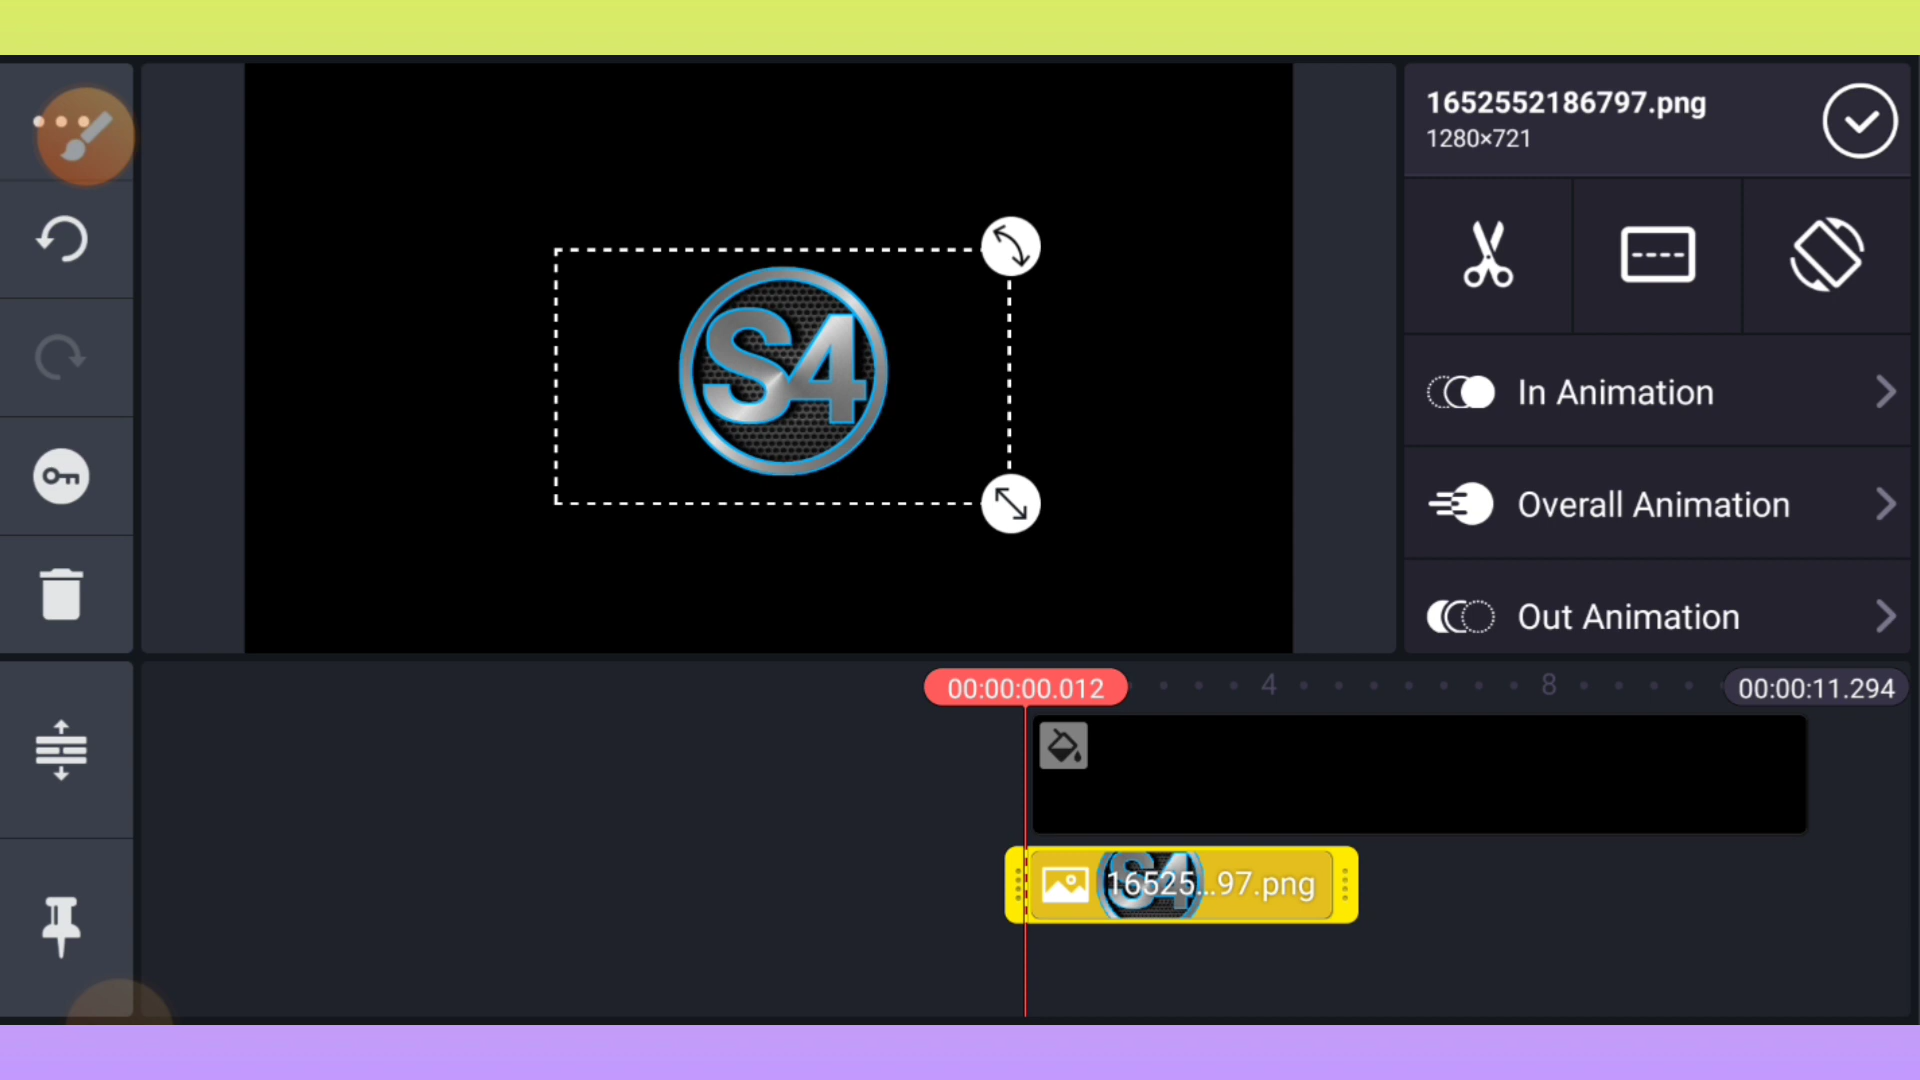 1652552186797.png
1280×721
S4
In Animation
Overall Animation
Out Animation
00:00:00.012
4
8
00:00:11.294
S4
16525...97.png